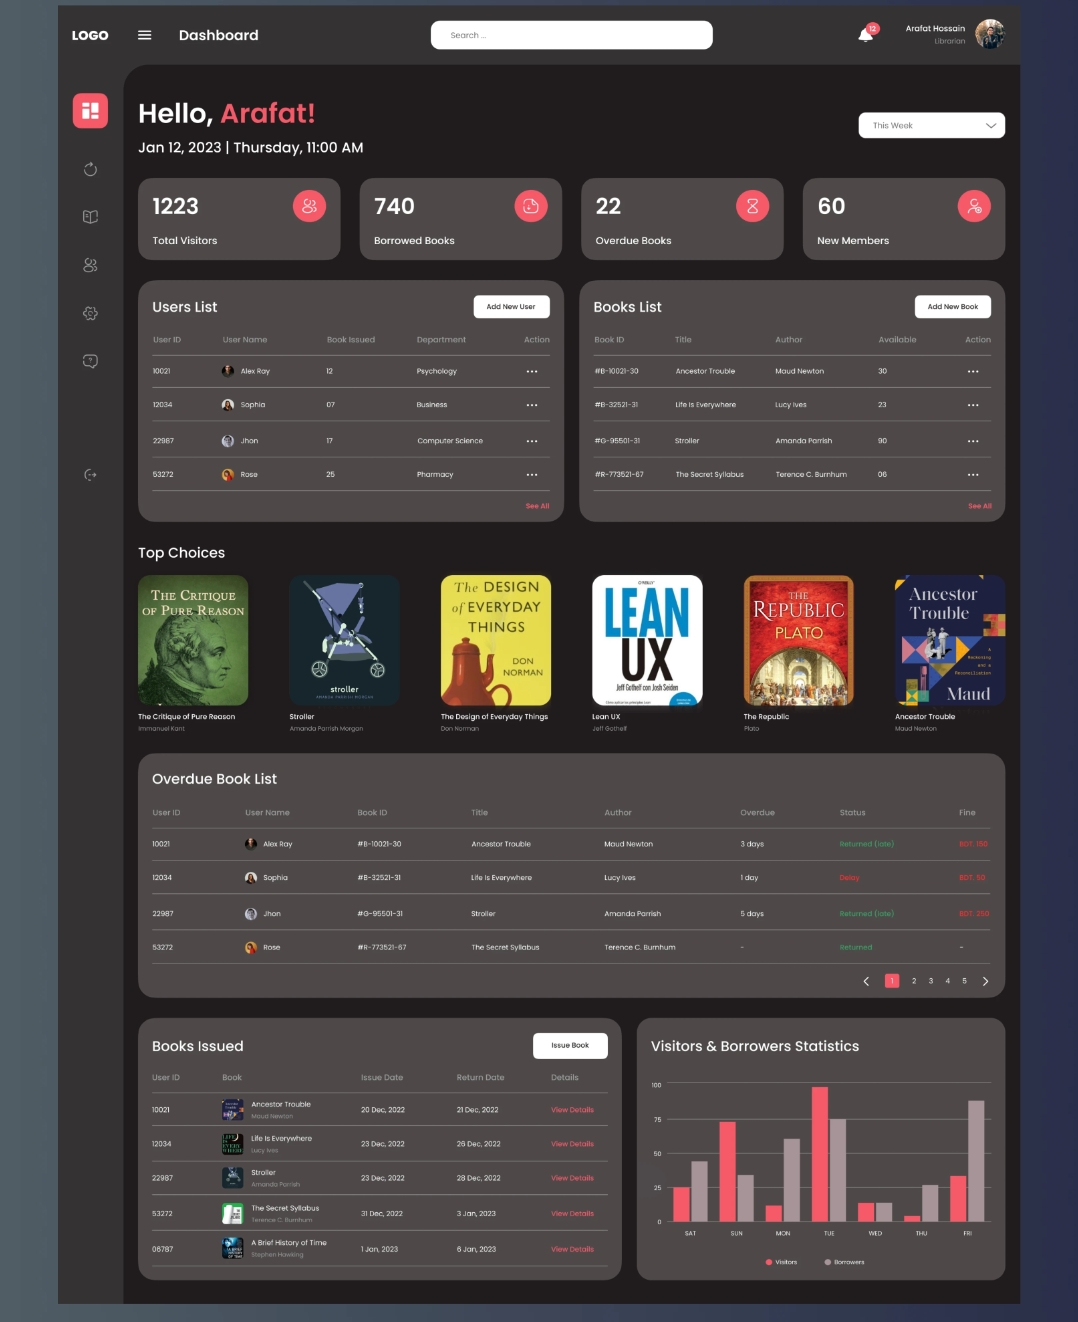 LOGO
Dashboard
Search ...
12
Arafat Hossain
Librarian
Hello, Arafat!
Jan 12, 2023 | Thursday, 11:00 AM
This Week
1223
Total Visitors
740
Borrowed Books
22
Overdue Books
60
New Members
Users List
Add New User
User ID User Name Book Issued Department Action
10021 Alex Ray 12 Psychology ...
12034 Sophia 07 Business ...
22987 Jhon 17 Computer Science ...
53272 Rose 25 Pharmacy ...
See All
Books List
Add New Book
Book ID Title Author Available Action
#B-10021-30 Ancestor Trouble Maud Newton 30 ...
#B-32521-31 Life Is Everywhere Lucy Ives 23 ...
#G-95501-31 Stroller Amanda Parrish 90 ...
#R-773521-67 The Secret Syllabus Terence C. Burnhum 06 ...
See All
Top Choices
THE CRITIQUE
OF PURE REASON
The Critique of Pure Reason
Immanuel Kant
stroller
AMANDA PARRISH MORGAN
Stroller
Amanda Parrish Morgan
The DESIGN
of EVERYDAY
THINGS
DON
NORMAN
The Design of Everyday Things
Don Norman
O'REILLY
LEAN
UX
Jeff Gothelf con Josh Seiden
Lean UX
Jeff Gothelf
THE
REPUBLIC
PLATO
The Republic
Plato
Ancestor
Trouble
A
Reckoning
and a
Reconciliation
Maud
Ancestor Trouble
Maud Newton
Overdue Book List
User ID User Name Book ID Title Author Overdue Status Fine
10021 Alex Ray #B-10021-30 Ancestor Trouble Maud Newton 3 days Returned (late) BDT. 150
12034 Sophia #B-32521-31 Life Is Everywhere Lucy Ives 1 day Delay BDT. 50
22987 Jhon #G-95501-31 Stroller Amanda Parrish 5 days Returned (late) BDT. 250
53272 Rose #R-773521-67 The Secret Syllabus Terence C. Burnhum - Returned -
1 2 3 4 5
Books Issued
Issue Book
User ID Book Issue Date Return Date Details
10021 Ancestor Trouble 20 Dec, 2022 21 Dec, 2022 View Details
Maud Newton
12034 Life Is Everywhere 23 Dec, 2022 26 Dec, 2022 View Details
Lucy Ives
22987 Stroller 23 Dec, 2022 28 Dec, 2022 View Details
Amanda Parrish
53272 The Secret Syllabus 31 Dec, 2022 3 Jan, 2023 View Details
Terence C. Burnhum
06787 A Brief History of Time 1 Jan, 2023 6 Jan, 2023 View Details
Stephen Hawking
Visitors & Borrowers Statistics
100
75
50
25
0
SAT SUN MON TUE WED THU FRI
Visitors Borrowers